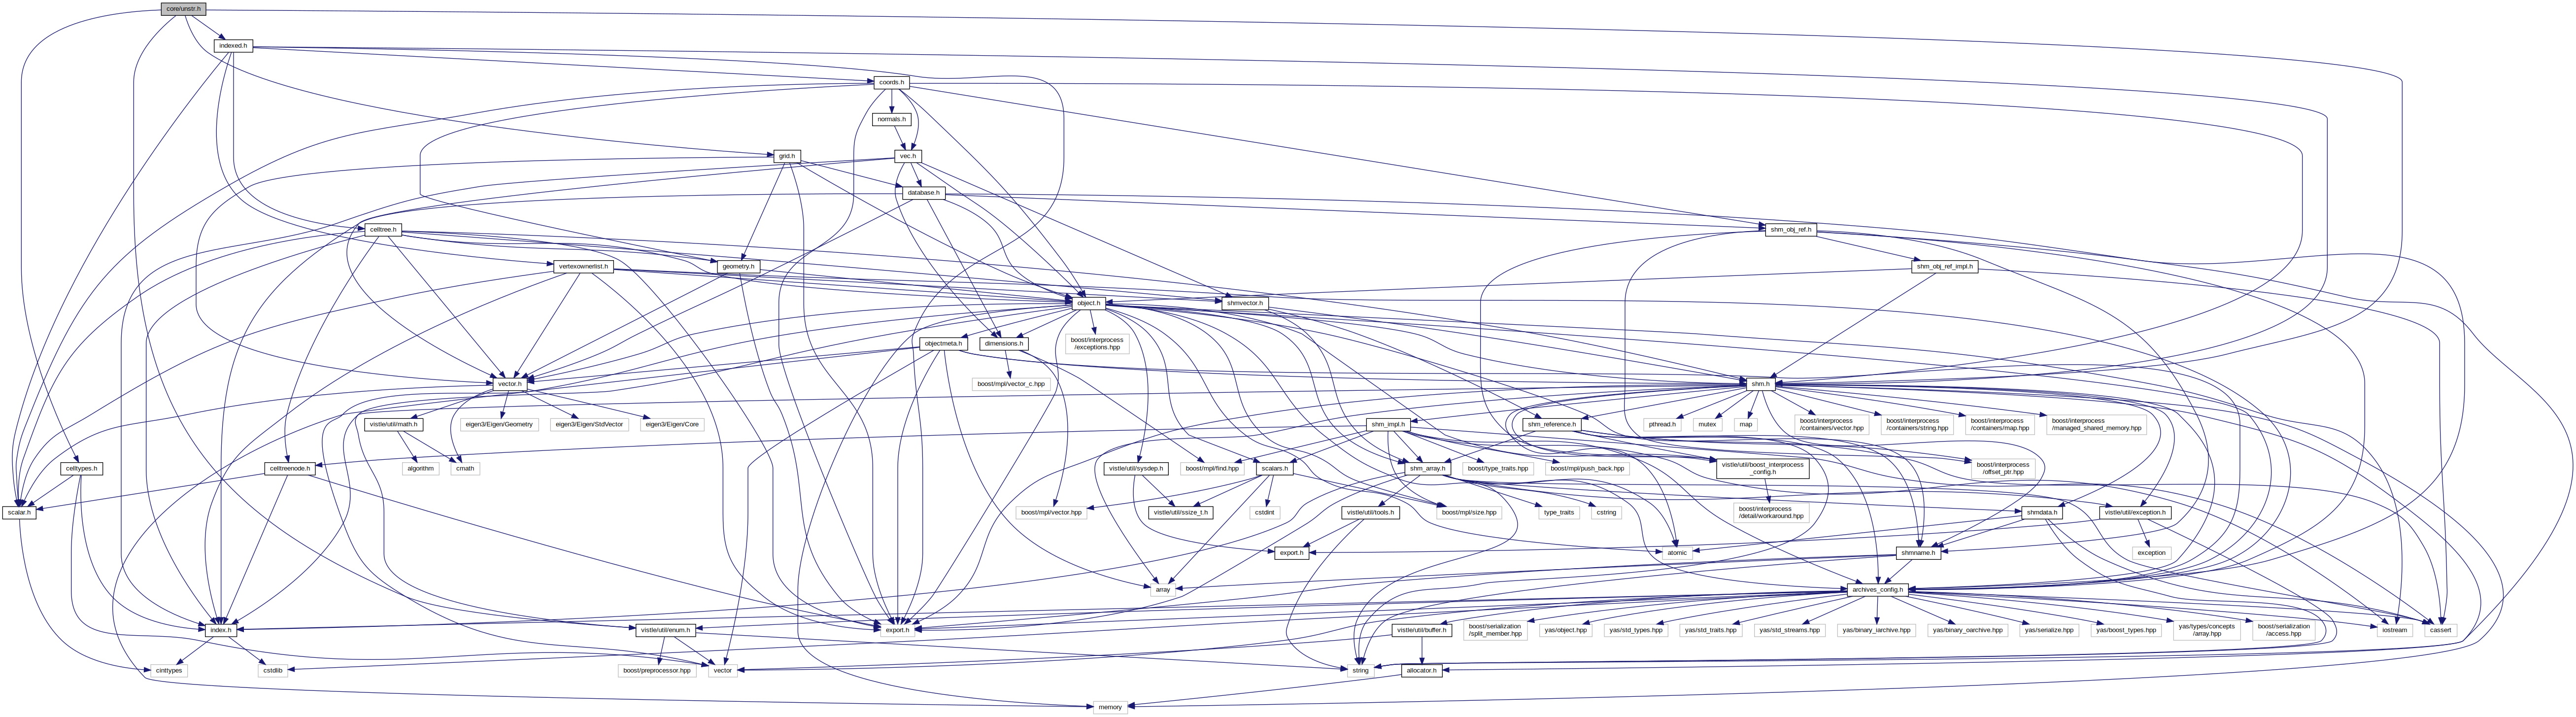 core/unstr.h
indexed.h
coords.h
normals.h
grid.h
vec.h
database.h
celltree.h
shm_obj_ref.h
vertexownerlist.h
geometry.h
shm_obj_ref_impl.h
object.h
shmvector.h
objectmeta.h
dimensions.h
boost/interprocess
/exceptions.hpp
vector.h
boost/mpl/vector_c.hpp
shm.h
vistle/util/math.h
eigen3/Eigen/Geometry
eigen3/Eigen/StdVector
eigen3/Eigen/Core
shm_impl.h
shm_reference.h
pthread.h
mutex
map
boost/interprocess
/containers/vector.hpp
boost/interprocess
/containers/string.hpp
boost/interprocess
/containers/map.hpp
boost/interprocess
/managed_shared_memory.hpp
celltypes.h
celltreenode.h
algorithm
cmath
vistle/util/sysdep.h
boost/mpl/find.hpp
scalars.h
shm_array.h
boost/type_traits.hpp
boost/mpl/push_back.hpp
vistle/util/boost_interprocess
_config.h
boost/interprocess
/offset_ptr.hpp
scalar.h
boost/mpl/vector.hpp
vistle/util/ssize_t.h
cstdint
vistle/util/tools.h
boost/mpl/size.hpp
type_traits
cstring
boost/interprocess
/detail/workaround.hpp
shmdata.h
vistle/util/exception.h
export.h
atomic
shmname.h
exception
array
archives_config.h
index.h
vistle/util/enum.h
export.h
vistle/util/buffer.h
boost/serialization
/split_member.hpp
yas/object.hpp
yas/std_types.hpp
yas/std_traits.hpp
yas/std_streams.hpp
yas/binary_iarchive.hpp
yas/binary_oarchive.hpp
yas/serialize.hpp
yas/boost_types.hpp
yas/types/concepts
/array.hpp
boost/serialization
/access.hpp
iostream
cassert
cinttypes
cstdlib
boost/preprocessor.hpp
vector
string
allocator.h
memory